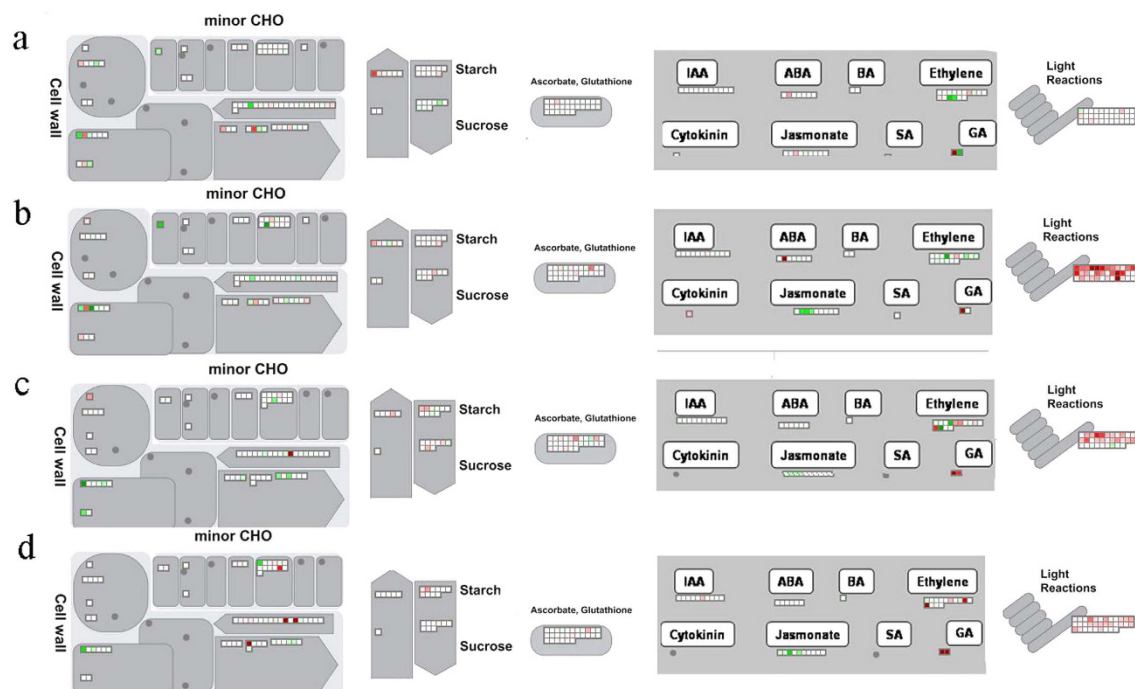 a
minor CHO
Cell wall
Starch
Sucrose
Ascorbate, Glutathione
IAA
ABA
BA
Ethylene
Cytokinin
Jasmonate
SA
GA
Light
Reactions
b
minor CHO
Cell wall
Starch
Sucrose
Ascorbate, Glutathione
IAA
ABA
BA
Ethylene
Cytokinin
Jasmonate
SA
GA
Light
Reactions
c
minor CHO
Cell wall
Starch
Sucrose
Ascorbate, Glutathione
IAA
ABA
BA
Ethylene
Cytokinin
Jasmonate
SA
GA
Light
Reactions
d
minor CHO
Cell wall
Starch
Sucrose
Ascorbate, Glutathione
IAA
ABA
BA
Ethylene
Cytokinin
Jasmonate
SA
GA
Light
Reactions